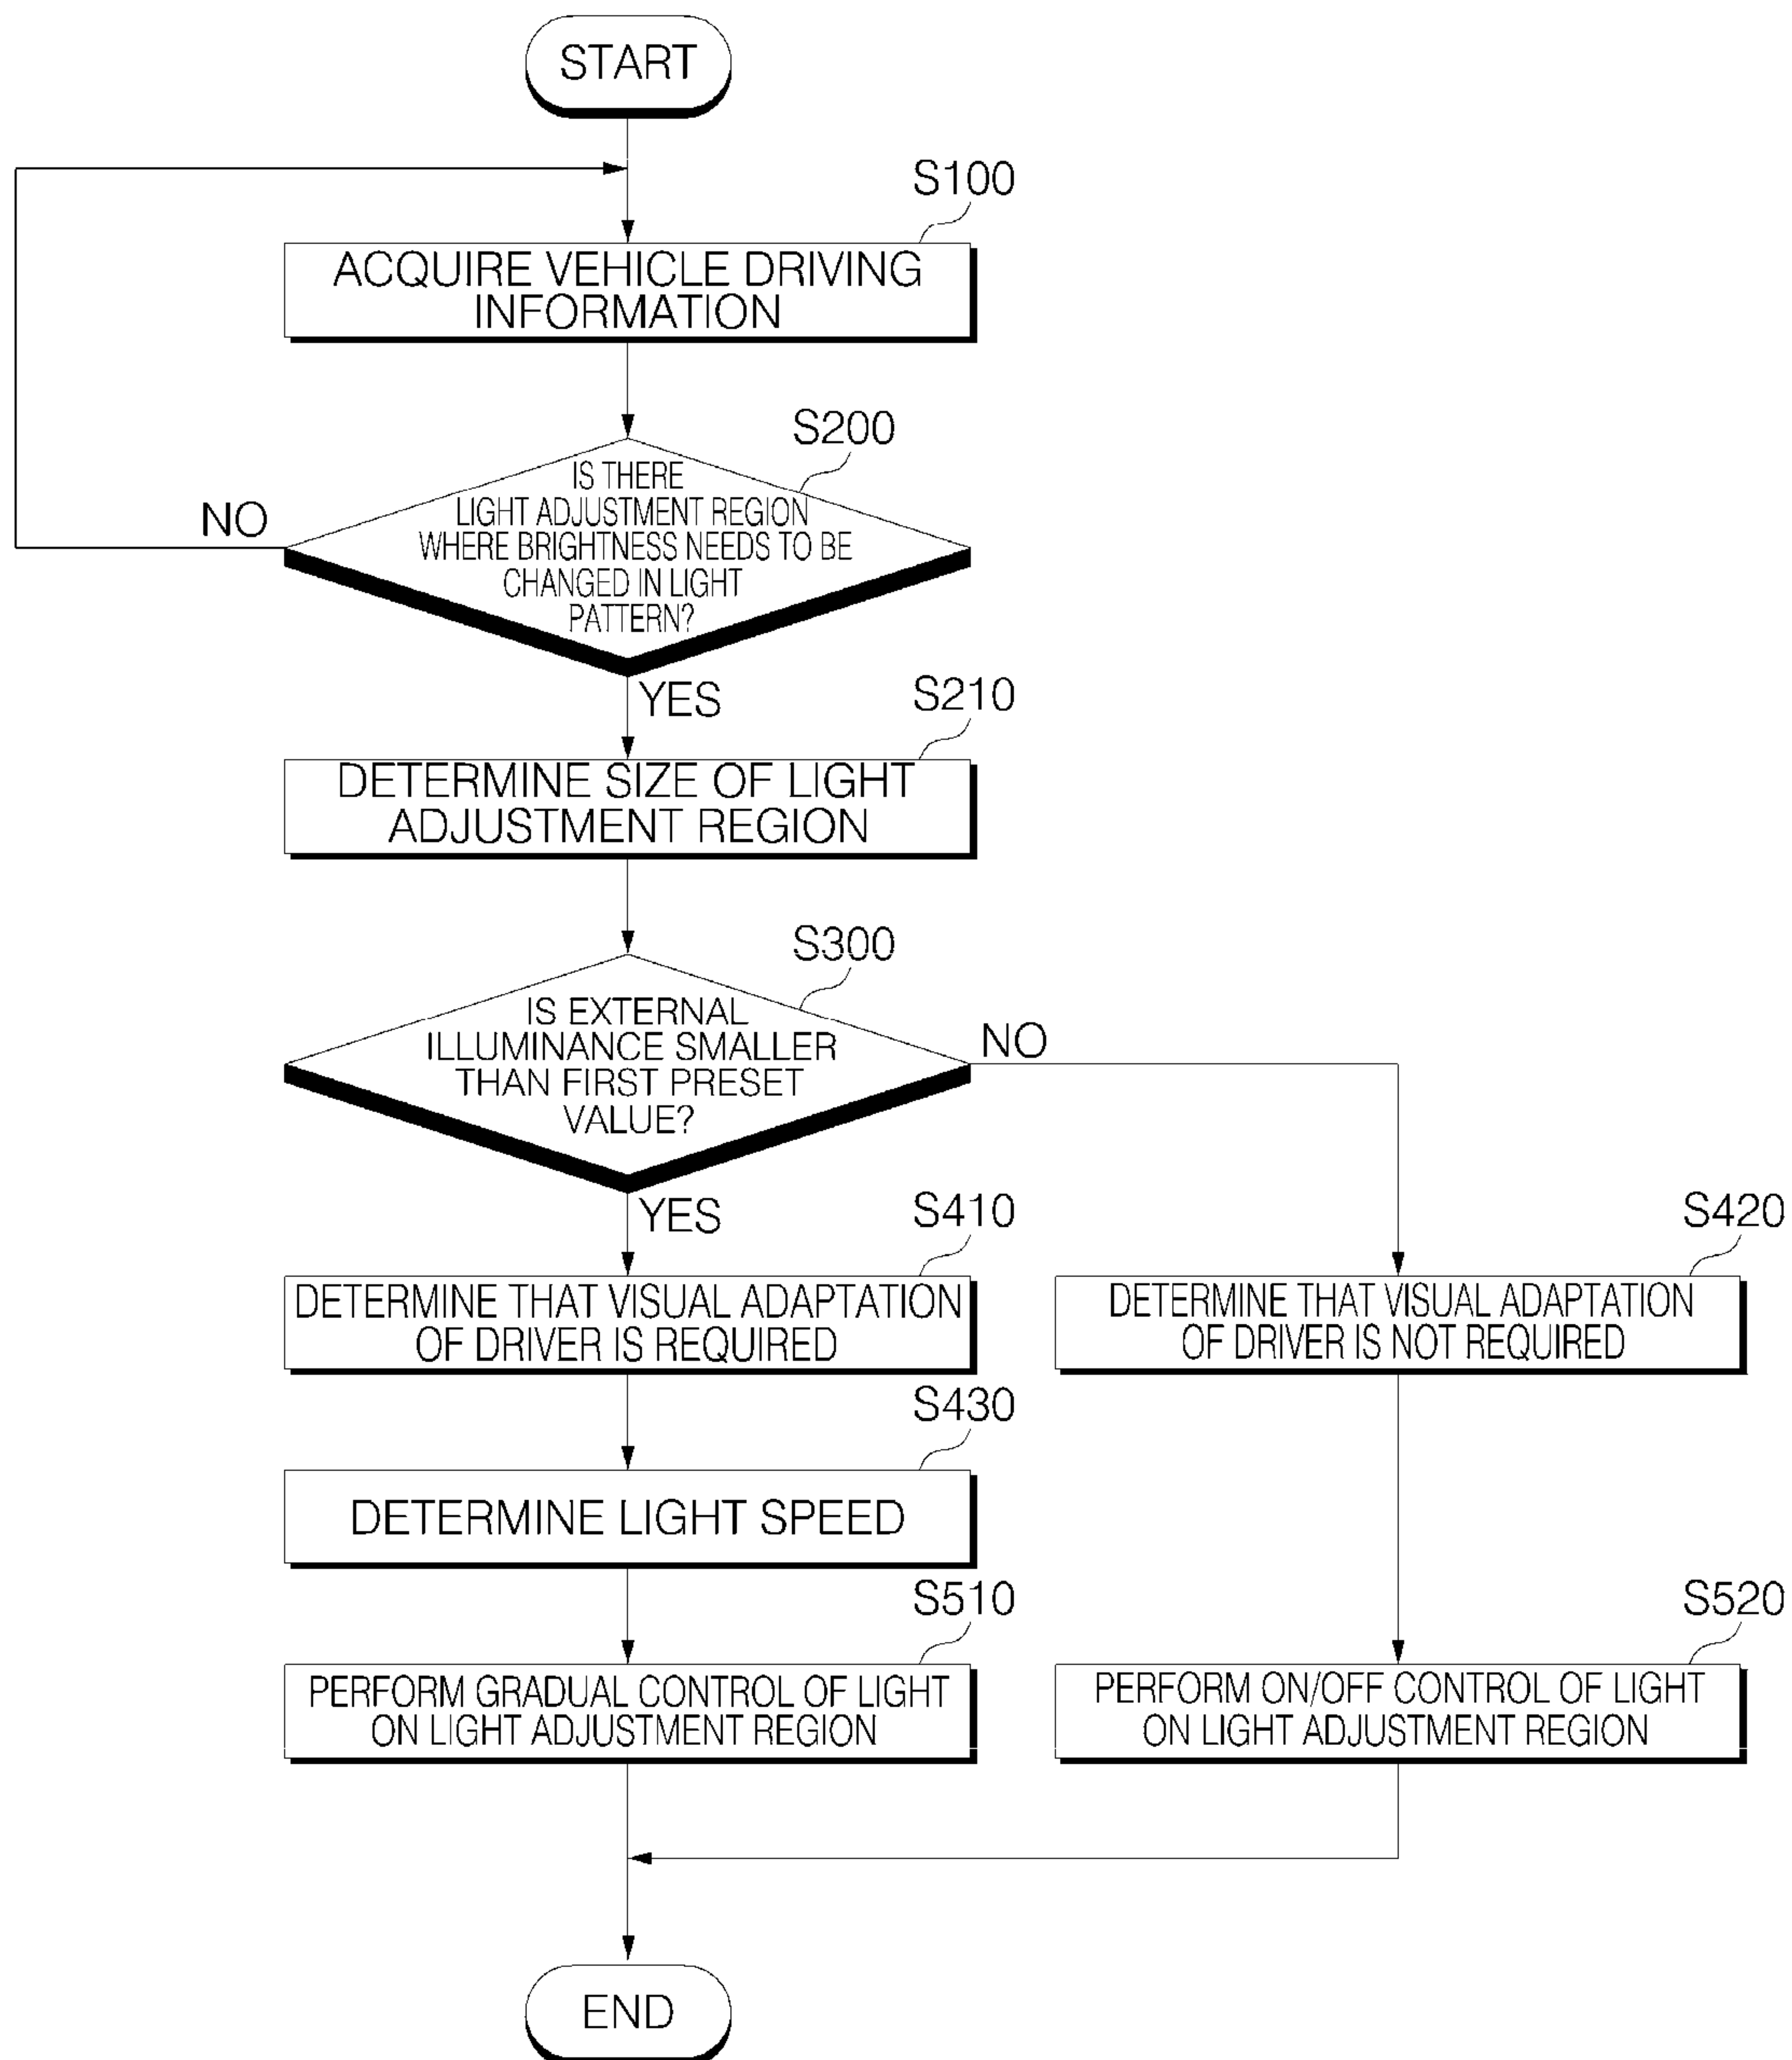 START
S100
ACQUIRE VEHICLE DRIVING
INFORMATION
S200
IS THERE
LIGHT ADJUSTMENT REGION
WHERE BRIGHTNESS NEEDS TO BE
CHANGED IN LIGHT
PATTERN?
NO
YES
S210
DETERMINE SIZE OF LIGHT
ADJUSTMENT REGION
S300
IS EXTERNAL
ILLUMINANCE SMALLER
THAN FIRST PRESET
VALUE?
NO
YES
S410
DETERMINE THAT VISUAL ADAPTATION
OF DRIVER IS REQUIRED
S420
DETERMINE THAT VISUAL ADAPTATION
OF DRIVER IS NOT REQUIRED
S430
DETERMINE LIGHT SPEED
S510
PERFORM GRADUAL CONTROL OF LIGHT
ON LIGHT ADJUSTMENT REGION
S520
PERFORM ON/OFF CONTROL OF LIGHT
ON LIGHT ADJUSTMENT REGION
END